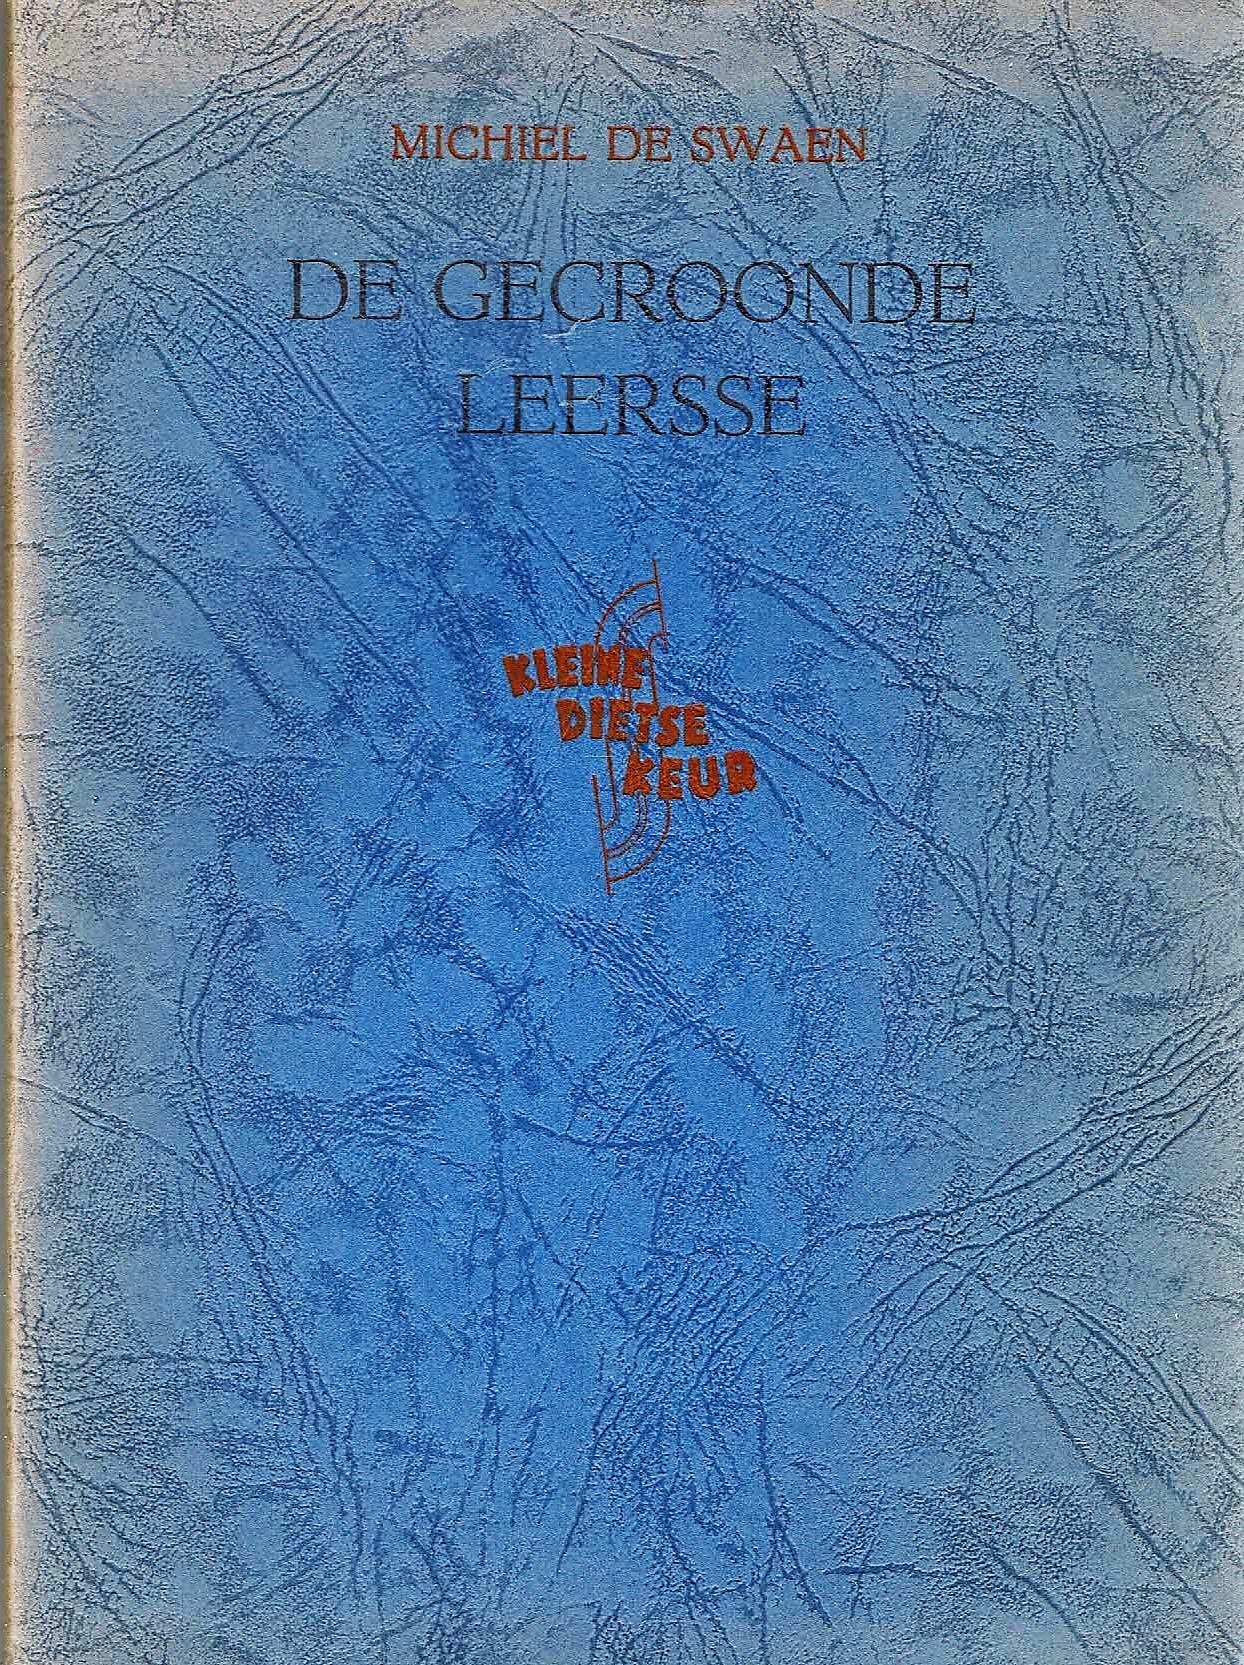 MICHIEL DE SWAEN
DE GECROONDE
LEERSSE
KLEINE
DIETSE
KEUR